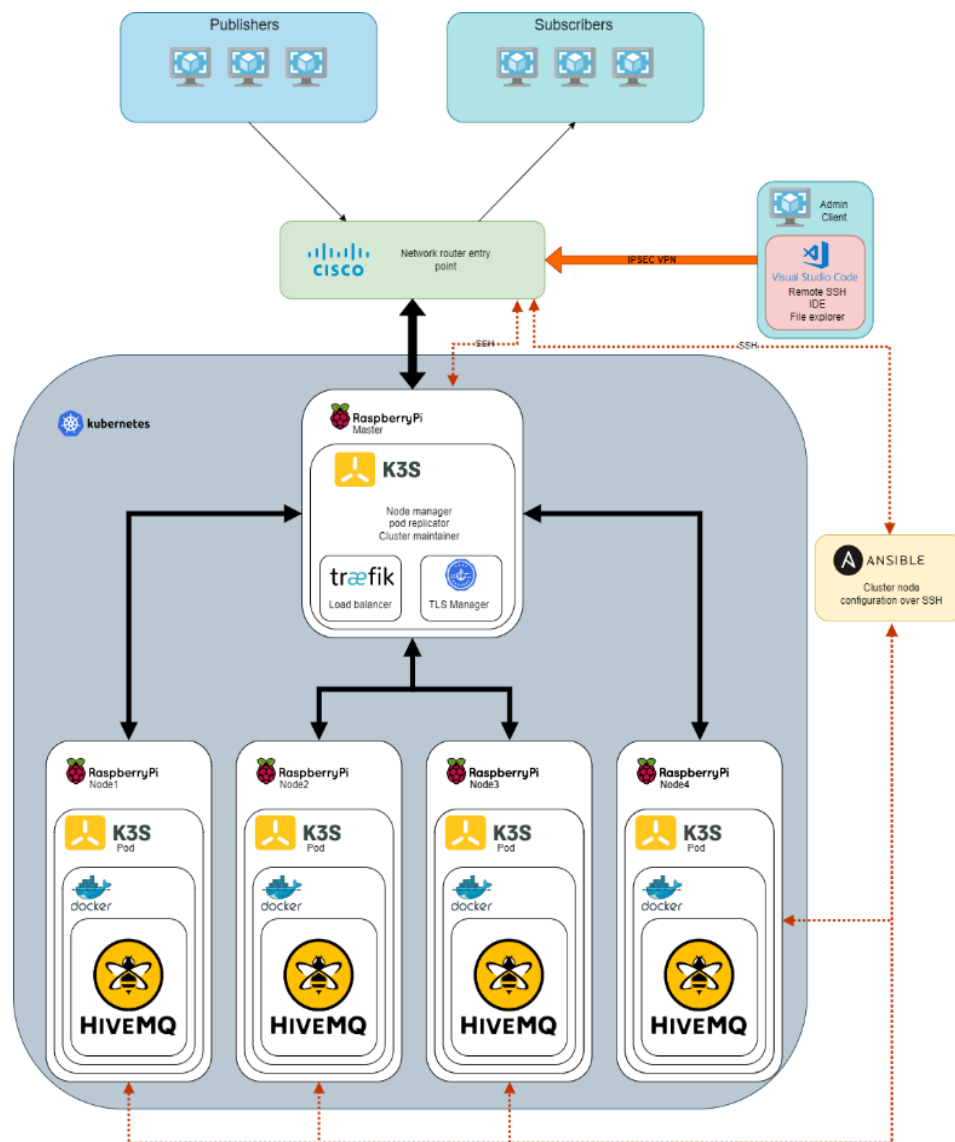 Publishers
Subscribers
Admin
Client
Visual Studio Code
Remote SSH
IDE
File explorer
CISCO
Network router entry
point
IPSEC VPN
SSH
SSH
kubernetes
RaspberryPi
Master
K3S
Node manager
pod replicator
Cluster maintainer
træfik
Load balancer
TLS Manager
ANSIBLE
Cluster node
configuration over SSH
RaspberryPi
Node1
K3S
Pod
docker
HIVEMQ
RaspberryPi
Node2
K3S
Pod
docker
HIVEMQ
RaspberryPi
Node3
K3S
Pod
docker
HIVEMQ
RaspberryPi
Node4
K3S
Pod
docker
HIVEMQ